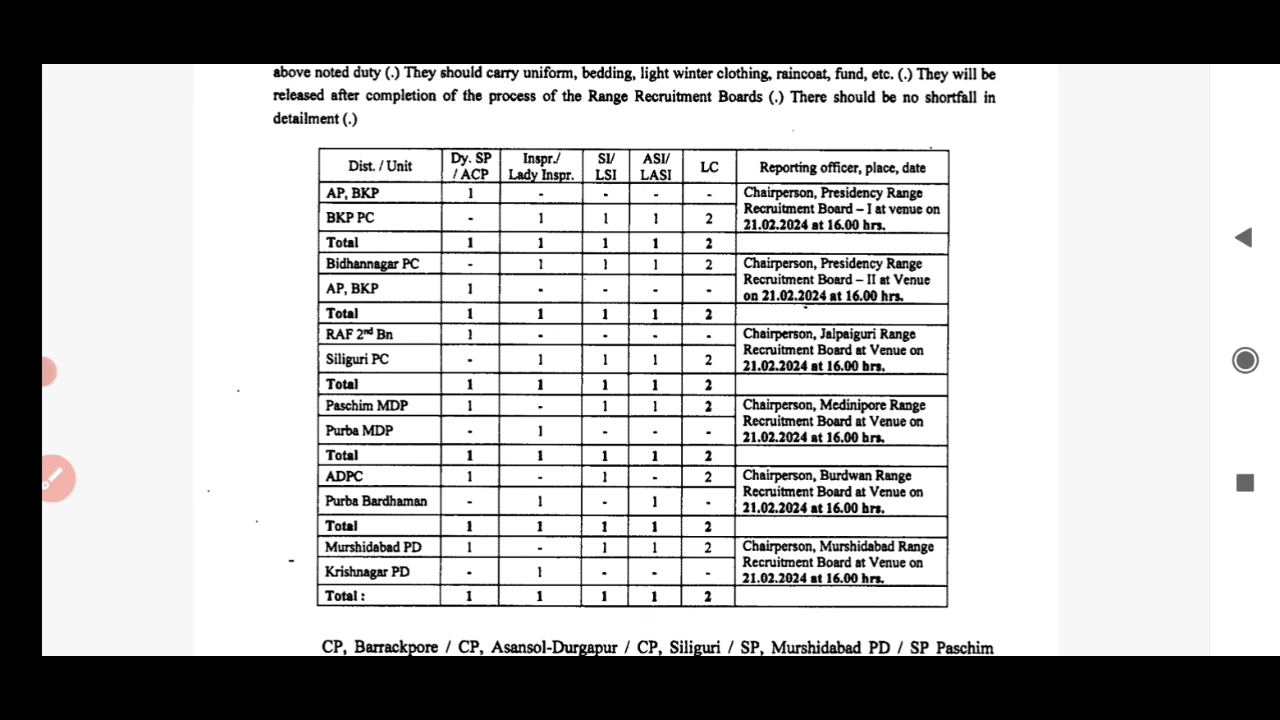 above noted duty (.) They should carry uniform, bedding, light winter clothing, raincoat, fund, etc. (.) They will be
released after completion of the process of the Range Recruitment Boards (.) There should be no shortfall in
detailment (.)
Dist. / Unit | Dy. SP / ACP | Inspr./ Lady Inspr. | SI/ LSI | ASI/ LASI | LC | Reporting officer, place, date
AP, BKP | 1 | - | - | - | - | Chairperson, Presidency Range Recruitment Board – I at venue on 21.02.2024 at 16.00 hrs.
BKP PC | - | 1 | 1 | 1 | 2
Total | 1 | 1 | 1 | 1 | 2
Bidhannagar PC | - | 1 | 1 | 1 | 2 | Chairperson, Presidency Range Recruitment Board – II at Venue on 21.02.2024 at 16.00 hrs.
AP, BKP | 1 | - | - | - | -
Total | 1 | 1 | 1 | 1 | 2
RAF 2nd Bn | 1 | - | - | - | - | Chairperson, Jalpaiguri Range Recruitment Board at Venue on 21.02.2024 at 16.00 hrs.
Siliguri PC | - | 1 | 1 | 1 | 2
Total | 1 | 1 | 1 | 1 | 2
Paschim MDP | 1 | - | 1 | 1 | 2 | Chairperson, Medinipore Range Recruitment Board at Venue on 21.02.2024 at 16.00 hrs.
Purba MDP | - | 1 | - | - | -
Total | 1 | 1 | 1 | 1 | 2
ADPC | 1 | - | 1 | - | 2 | Chairperson, Burdwan Range Recruitment Board at Venue on 21.02.2024 at 16.00 hrs.
Purba Bardhaman | - | 1 | - | 1 | -
Total | 1 | 1 | 1 | 1 | 2
Murshidabad PD | 1 | - | 1 | 1 | 2 | Chairperson, Murshidabad Range Recruitment Board at Venue on 21.02.2024 at 16.00 hrs.
Krishnagar PD | - | 1 | - | - | -
Total : | 1 | 1 | 1 | 1 | 2
CP, Barrackpore / CP, Asansol-Durgapur / CP, Siliguri / SP, Murshidabad PD / SP Paschim